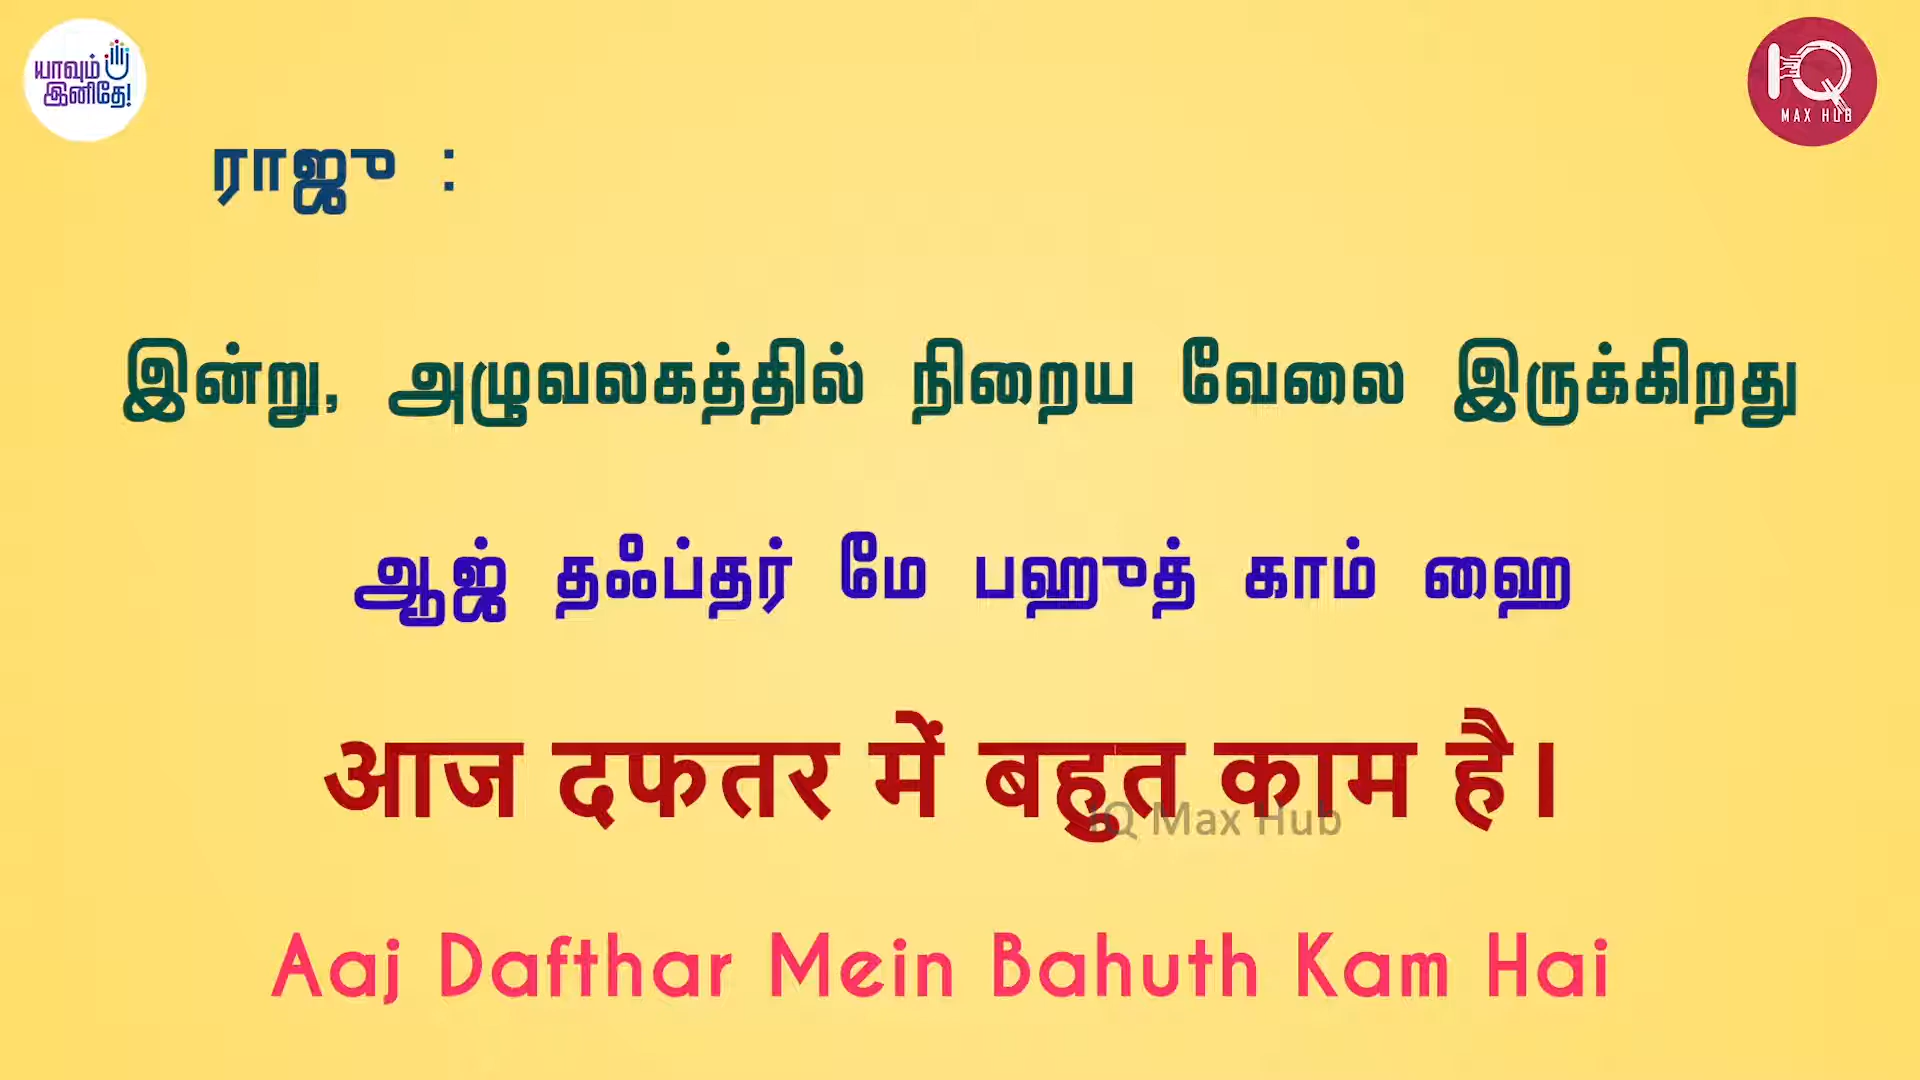 யாவும்
இனிதே!
IQ
MAX HUB
ராஜு :
இன்று, அழுவலகத்தில் நிறைய வேலை இருக்கிறது
ஆஜ் தஃப்தர் மே பஹுத் காம் ஹை
आज दफतर में बहुत काम है।
IQ Max Hub
Aaj Dafthar Mein Bahuth Kam Hai